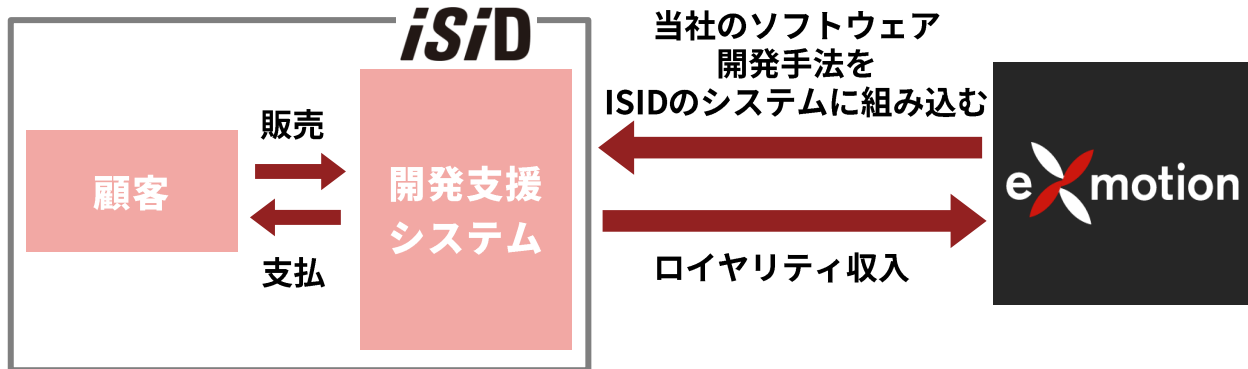 iSiD
顧客
販売
支払
開発支援
システム
当社のソフトウェア
開発手法を
ISIDのシステムに組み込む
ロイヤリティ収入
eXmotion